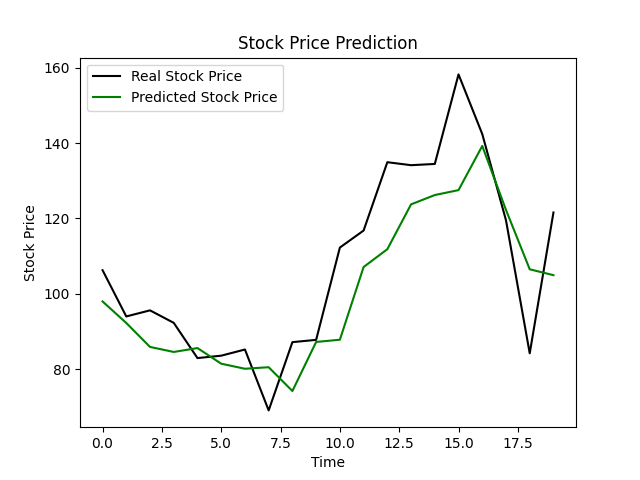 Stock Price Prediction
Real Stock Price
Predicted Stock Price
Stock Price
160
140
120
100
80
0.0 2.5 5.0 7.5 10.0 12.5 15.0 17.5
Time